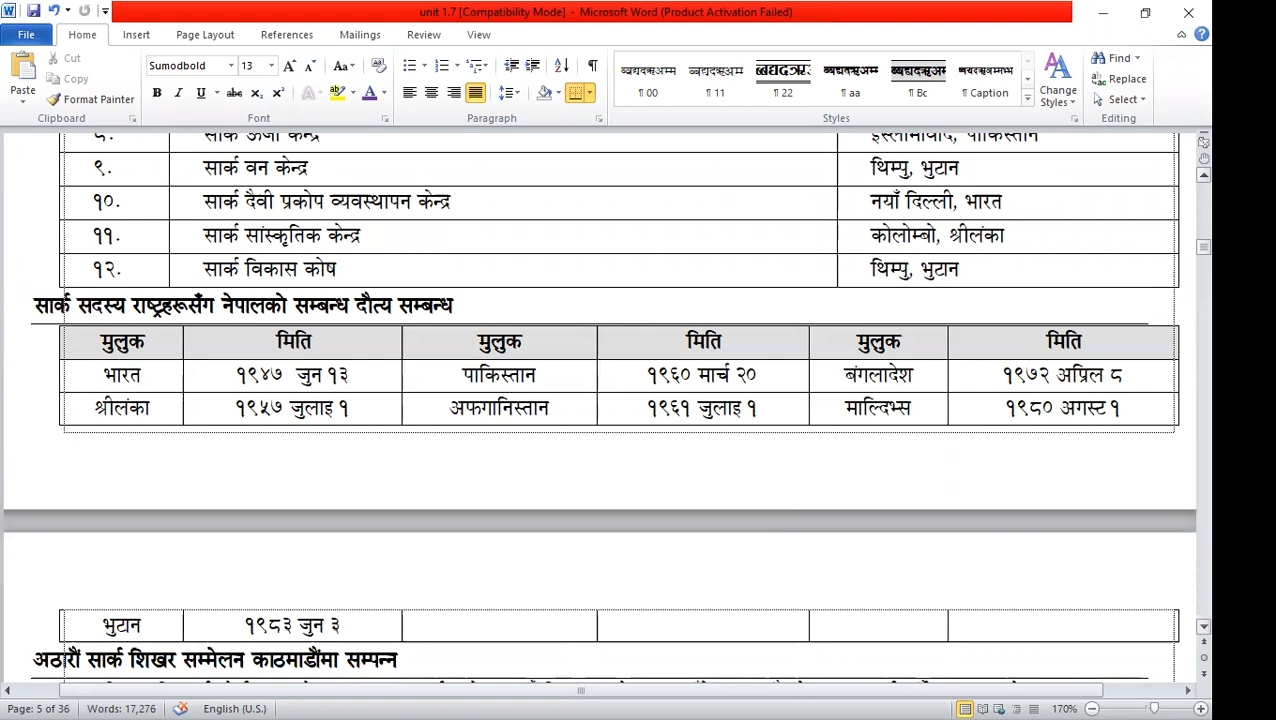 unit 1.7 [Compatibility Mode] - Microsoft Word (Product Activation Failed)
File Home Insert Page Layout References Mailings Review View
Paste Cut Copy Format Painter
Sumodbold 13
¶ 00 ¶ 11 ¶ 22 ¶ aa ¶ Bc ¶ Caption
Change Styles
Find Replace Select
Clipboard Font Paragraph Styles Editing
८. सार्क ऊर्जा केन्द्र इस्लामावाद, पाकिस्तान
९. सार्क वन केन्द्र थिम्पु, भुटान
१०. सार्क दैवी प्रकोप व्यवस्थापन केन्द्र नयाँ दिल्ली, भारत
११. सार्क सांस्कृतिक केन्द्र कोलोम्बो, श्रीलंका
१२. सार्क विकास कोष थिम्पु, भुटान
सार्क सदस्य राष्ट्रहरूसँग नेपालको सम्बन्ध दौत्य सम्बन्ध
मुलुक मिति मुलुक मिति मुलुक मिति
भारत १९४७ जुन १३ पाकिस्तान १९६० मार्च २० बंगलादेश १९७२ अप्रिल ८
श्रीलंका १९५७ जुलाइ १ अफगानिस्तान १९६१ जुलाइ १ माल्दिभ्स १९८० अगस्ट १
भुटान १९८३ जुन ३
अठारौं सार्क शिखर सम्मेलन काठमाडौंमा सम्पन्न
Page: 5 of 36 Words: 17,276 English (U.S.) 170%